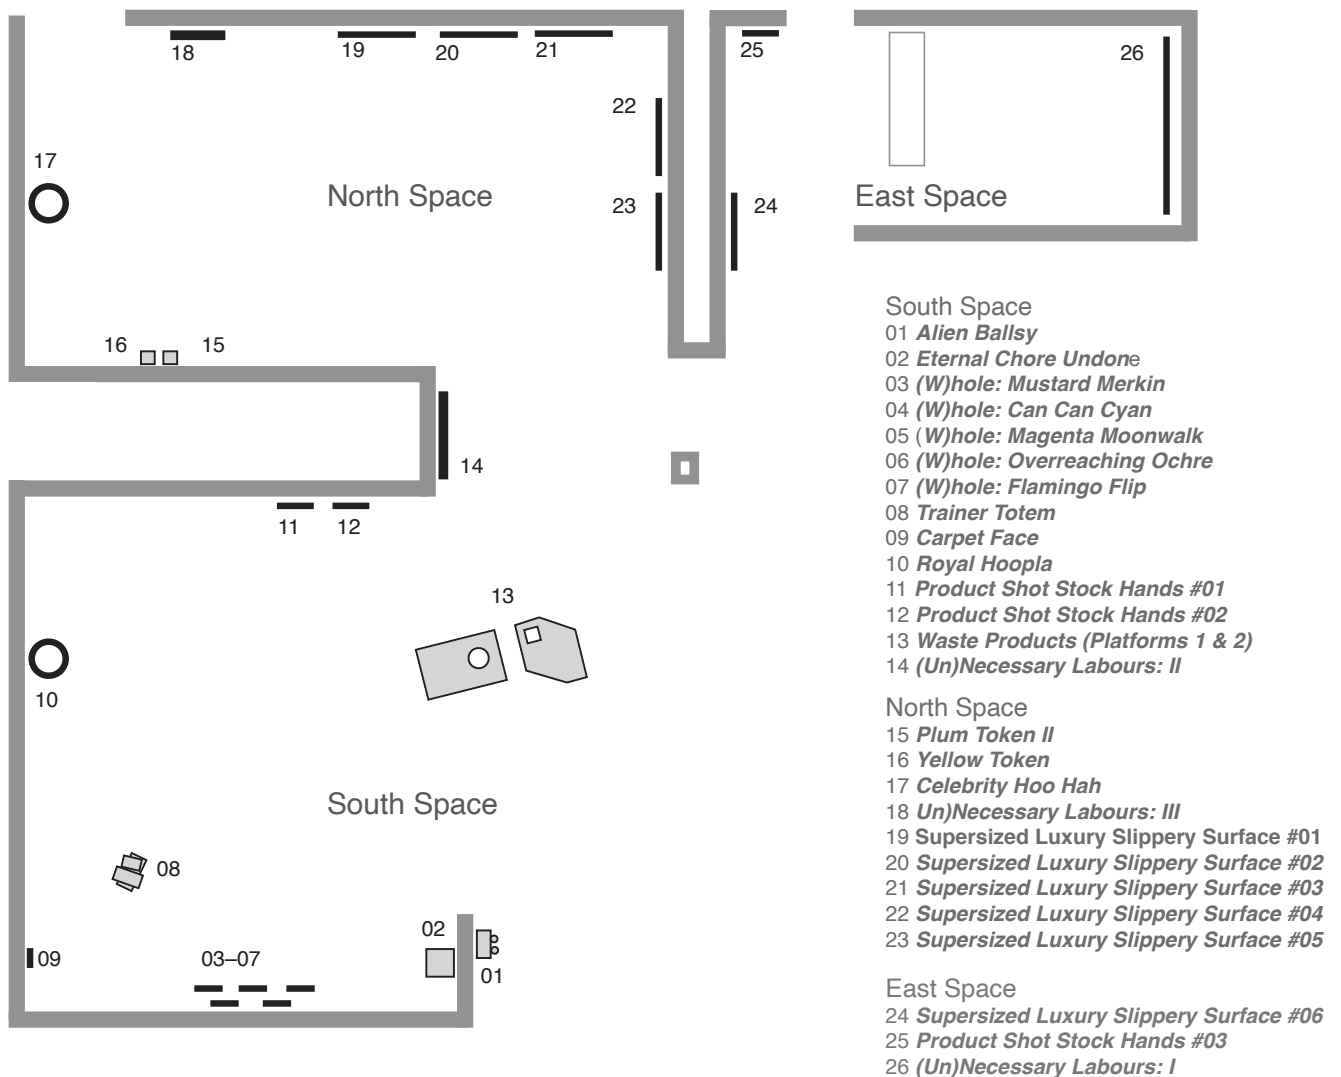 18
19
20
21
25
26
22
17
North Space
East Space
23
24
16
15
14
11
12
13
10
South Space
08
02
09
03–07
01
South Space
01 Alien Ballsy
02 Eternal Chore Undone
03 (W)hole: Mustard Merkin
04 (W)hole: Can Can Cyan
05 (W)hole: Magenta Moonwalk
06 (W)hole: Overreaching Ochre
07 (W)hole: Flamingo Flip
08 Trainer Totem
09 Carpet Face
10 Royal Hoopla
11 Product Shot Stock Hands #01
12 Product Shot Stock Hands #02
13 Waste Products (Platforms 1 & 2)
14 (Un)Necessary Labours: II
North Space
15 Plum Token II
16 Yellow Token
17 Celebrity Hoo Hah
18 Un)Necessary Labours: III
19 Supersized Luxury Slippery Surface #01
20 Supersized Luxury Slippery Surface #02
21 Supersized Luxury Slippery Surface #03
22 Supersized Luxury Slippery Surface #04
23 Supersized Luxury Slippery Surface #05
East Space
24 Supersized Luxury Slippery Surface #06
25 Product Shot Stock Hands #03
26 (Un)Necessary Labours: I